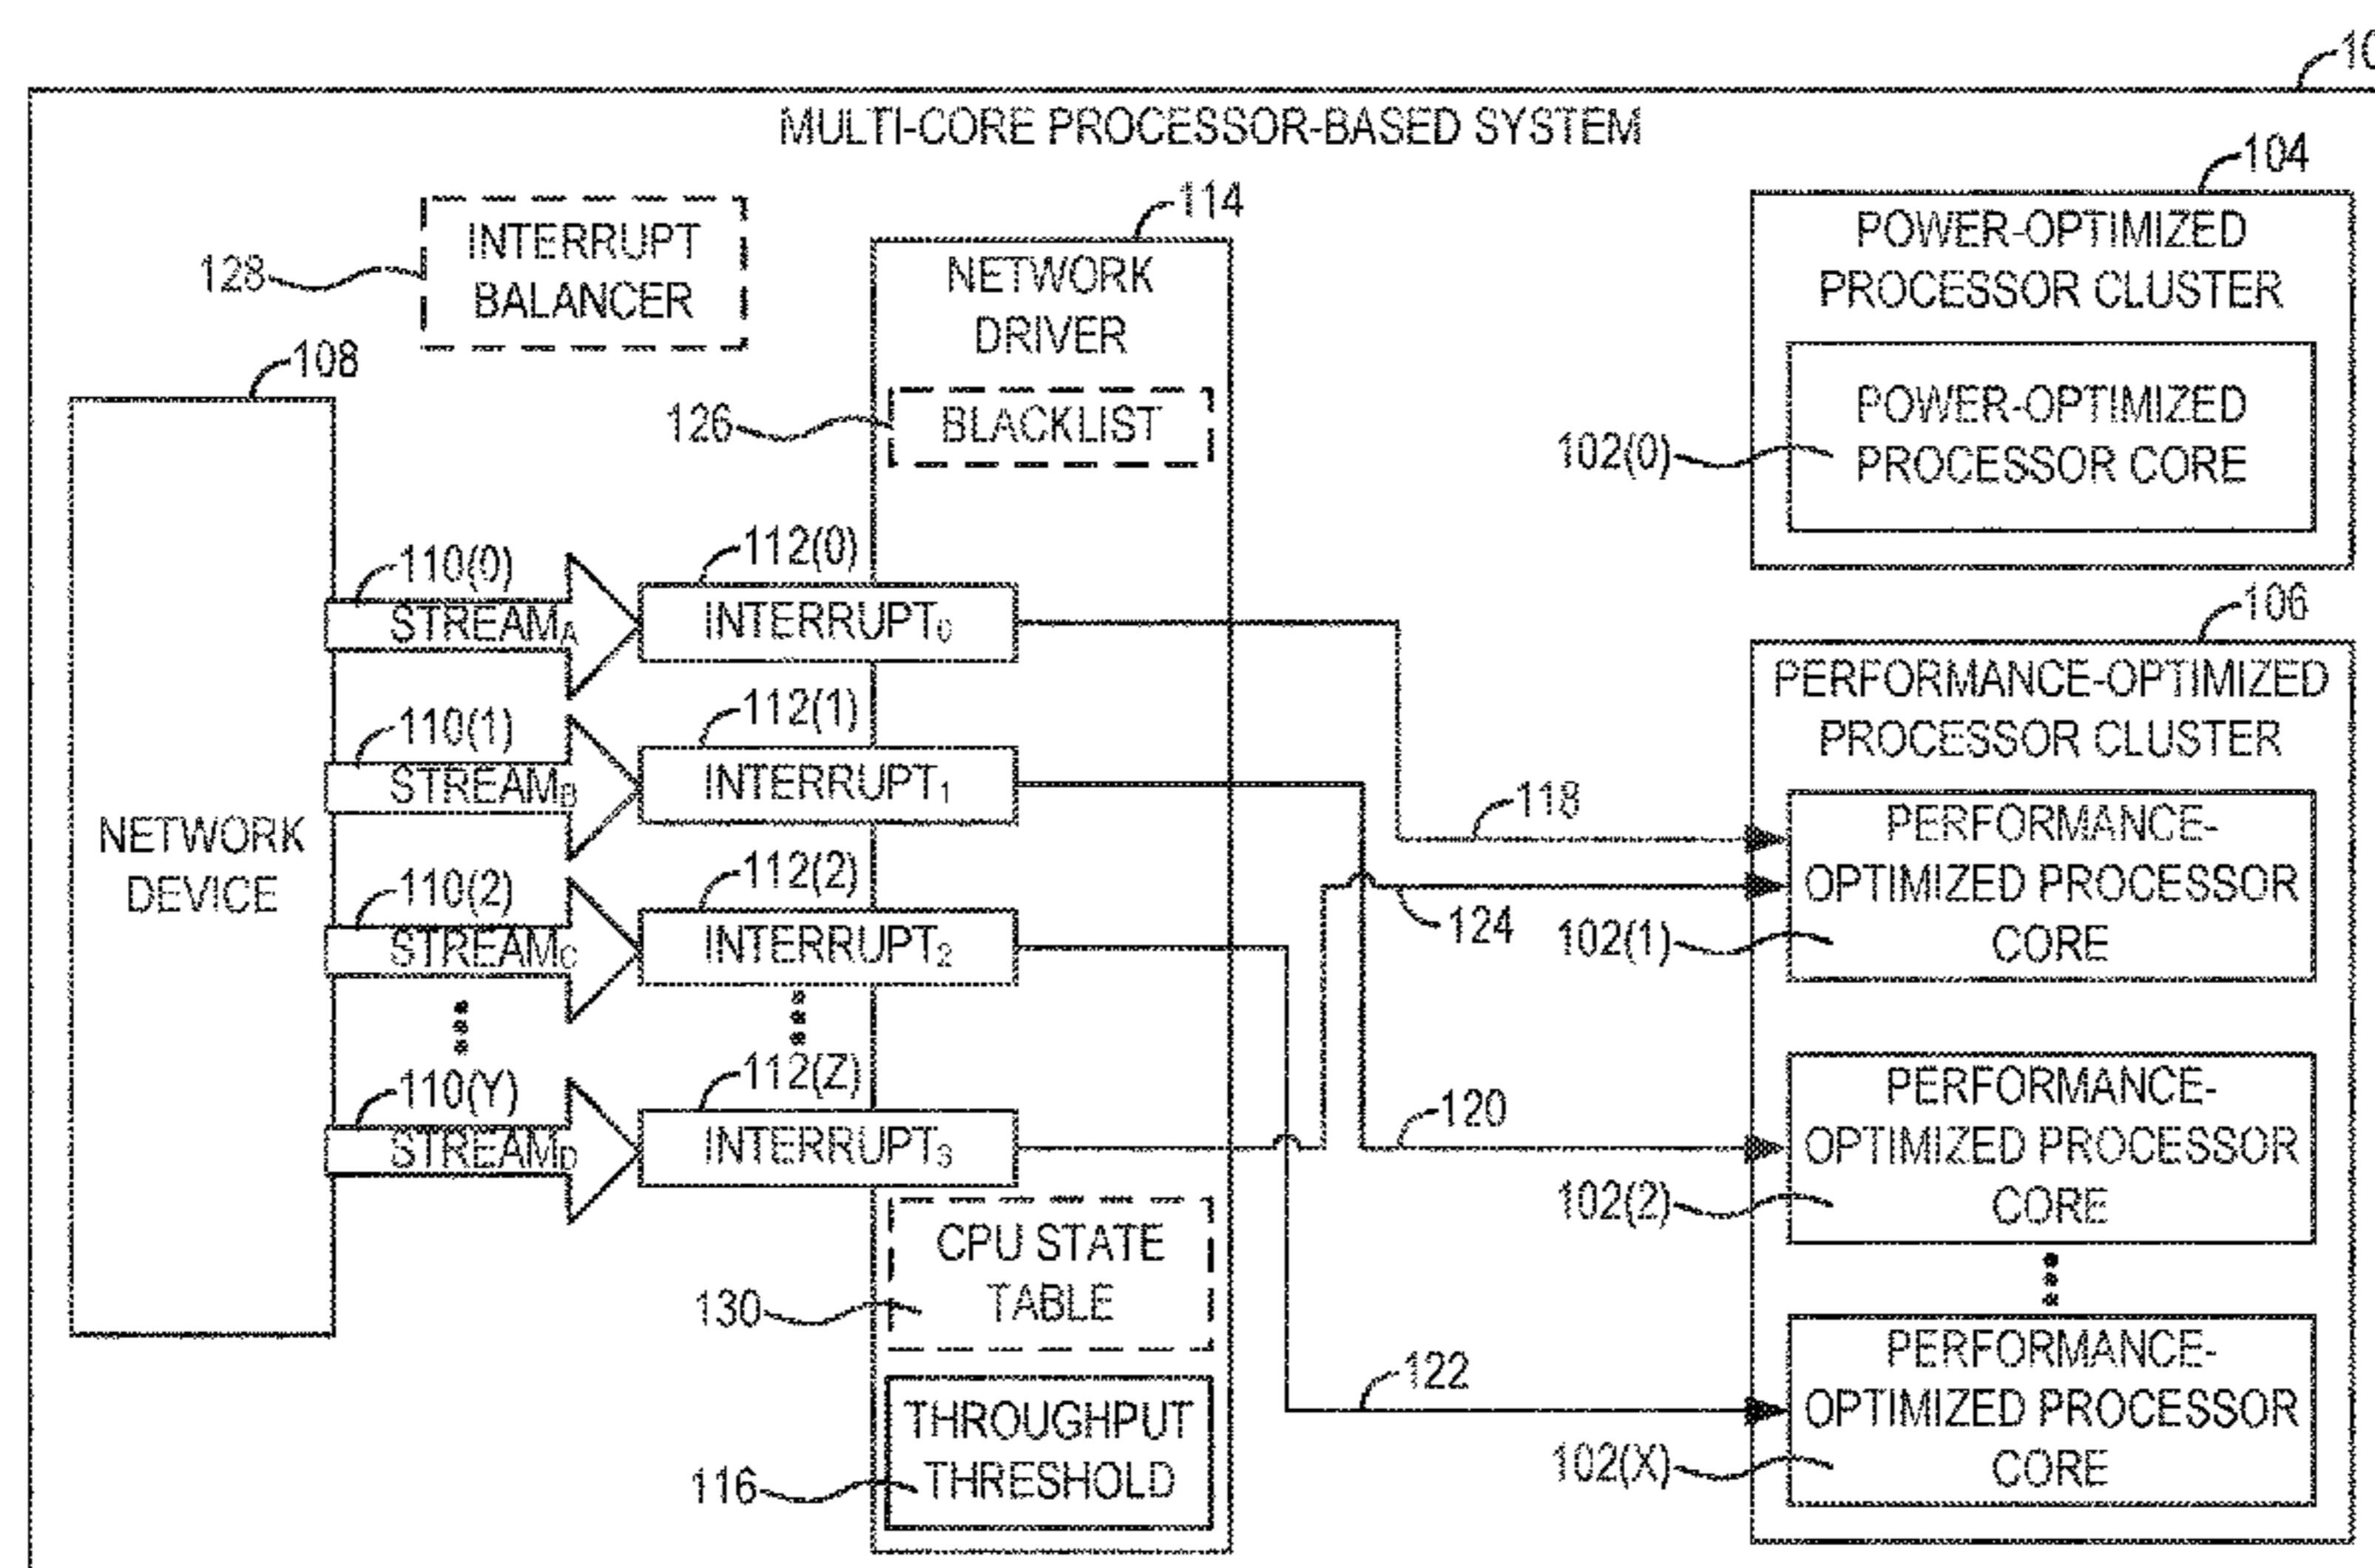 10
MULTI-CORE PROCESSOR-BASED SYSTEM
104
POWER-OPTIMIZED
PROCESSOR CLUSTER
POWER-OPTIMIZED
PROCESSOR CORE
102(0)
114
NETWORK
DRIVER
INTERRUPT
BALANCER
128
BLACKLIST
126
108
NETWORK
DEVICE
110(0)
STREAMA
112(0)
INTERRUPT0
110(1)
STREAMB
112(1)
INTERRUPT1
110(2)
STREAMC
112(2)
INTERRUPT2
110(Y)
STREAMD
112(Z)
INTERRUPT3
CPU STATE
TABLE
130
THROUGHPUT
THRESHOLD
116
106
PERFORMANCE-OPTIMIZED
PROCESSOR CLUSTER
118
124
PERFORMANCE-
OPTIMIZED PROCESSOR
CORE
102(1)
120
PERFORMANCE-
OPTIMIZED PROCESSOR
CORE
102(2)
122
PERFORMANCE-
OPTIMIZED PROCESSOR
CORE
102(X)